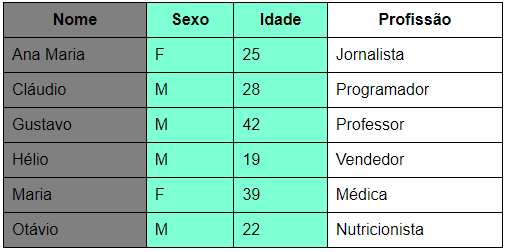 Nome Sexo Idade Profissão
Ana Maria F 25 Jornalista
Cláudio M 28 Programador
Gustavo M 42 Professor
Hélio M 19 Vendedor
Maria F 39 Médica
Otávio M 22 Nutricionista